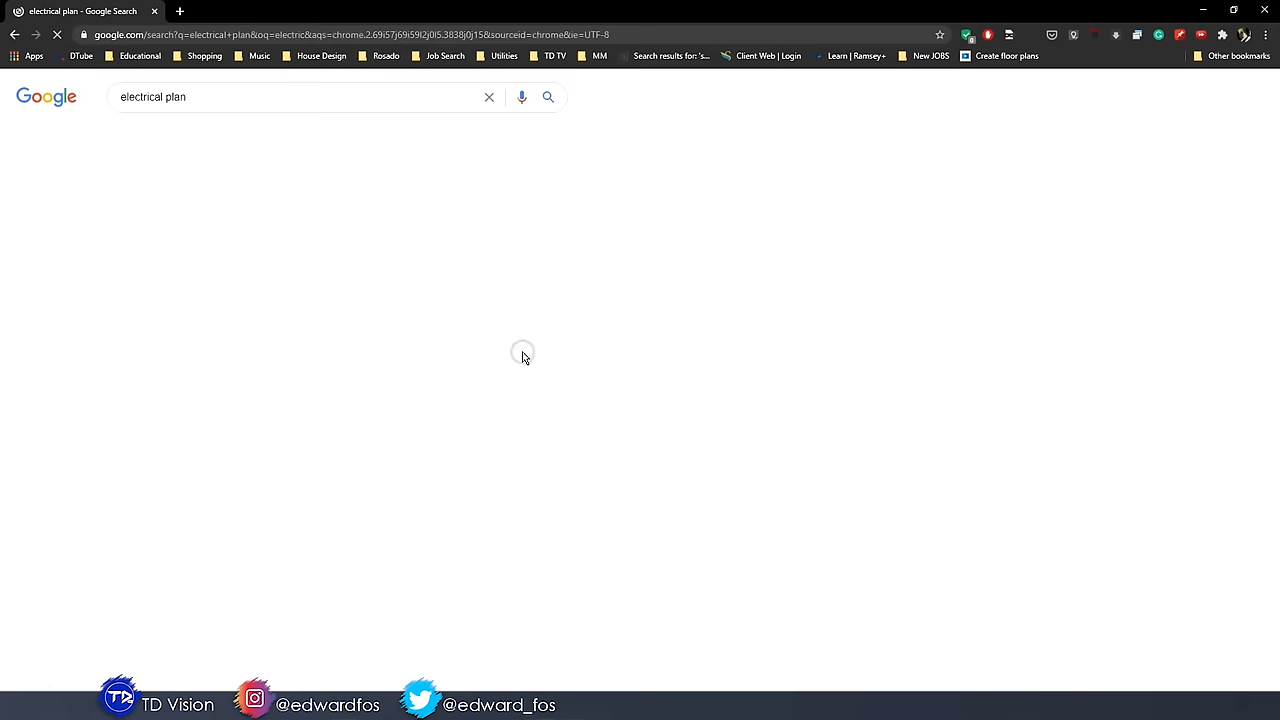 electrical plan - Google Search
google.com/search?q=electrical+plan&oq=electric&aqs=chrome.2.69i57j69i59l2j0l5.3838j0j15&sourceid=chrome&ie=UTF-8
Apps DTube Educational Shopping Music House Design Rosado Job Search Utilities TD TV MM Search results for: 's... Client Web | Login Learn | Ramsey+ New JOBS Create floor plans Other bookmarks
Google electrical plan
TD Vision @edwardfos @edward_fos